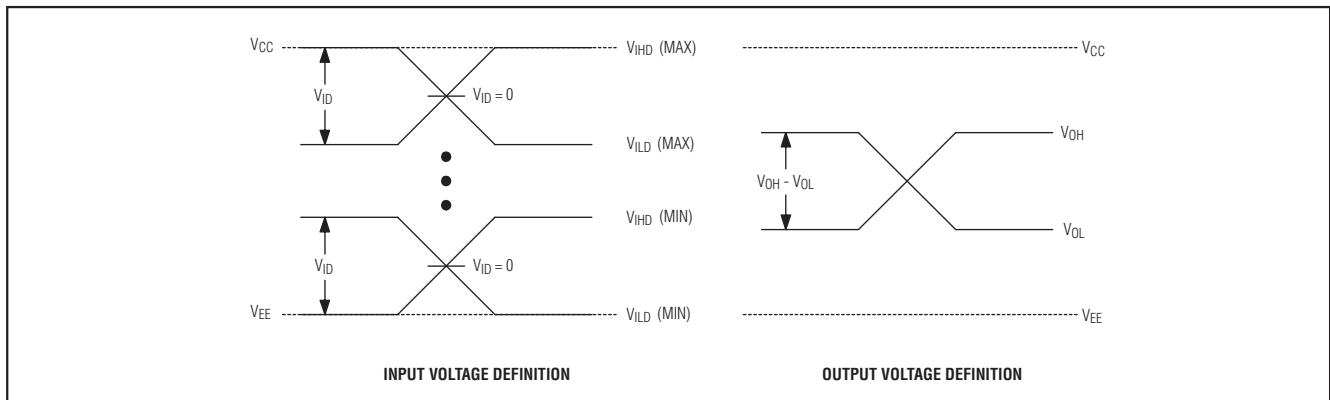 VCC
VIHD (MAX)
VCC
VID
VID = 0
VOH
VILD (MAX)
VOH - VOL
VIHD (MIN)
VOL
VID
VID = 0
VEE
VILD (MIN)
VEE
INPUT VOLTAGE DEFINITION
OUTPUT VOLTAGE DEFINITION